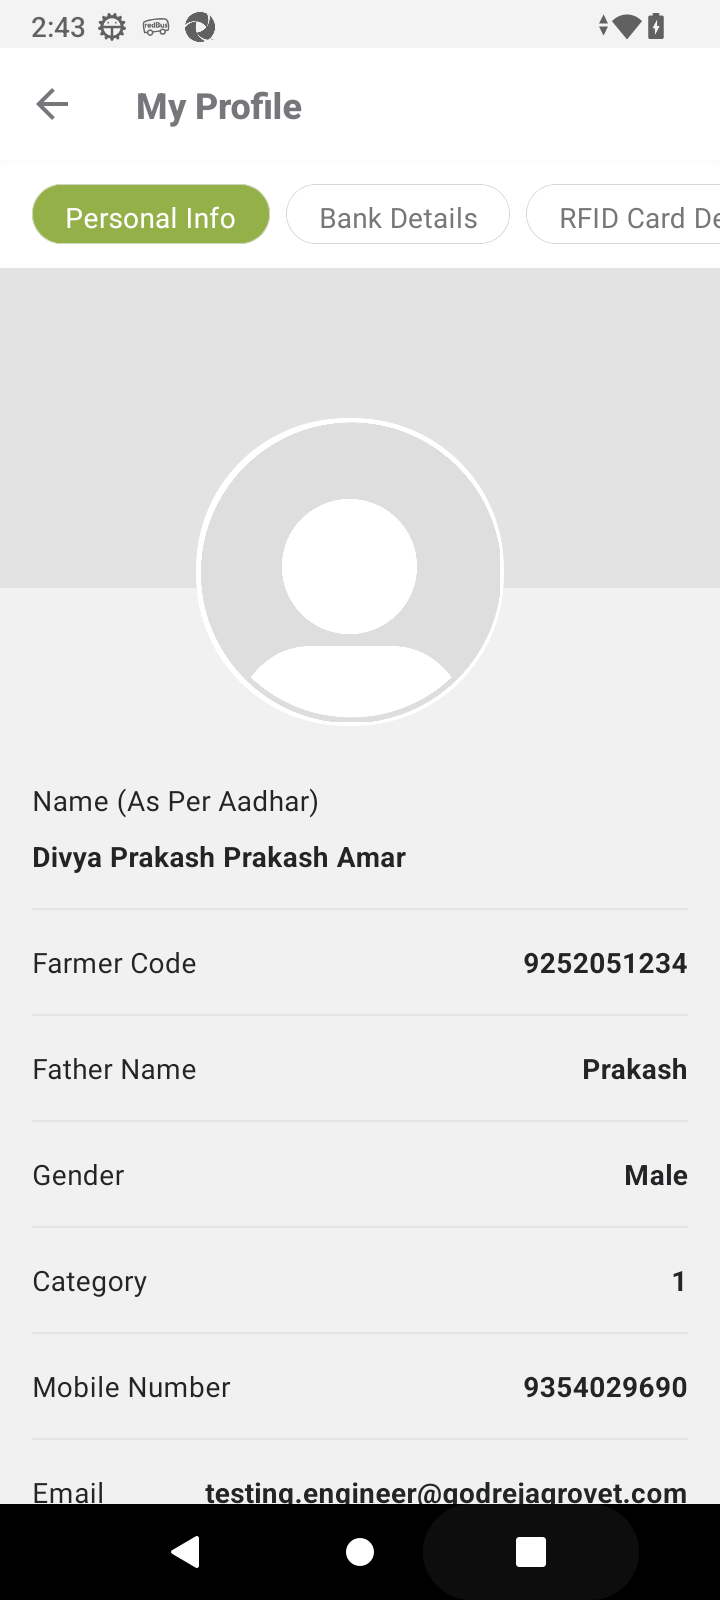 2:43 redBus
My Profile
Personal Info Bank Details RFID Card De
Name (As Per Aadhar)
Divya Prakash Prakash Amar
Farmer Code 9252051234
Father Name Prakash
Gender Male
Category 1
Mobile Number 9354029690
Email testing.engineer@godrejagrovet.com